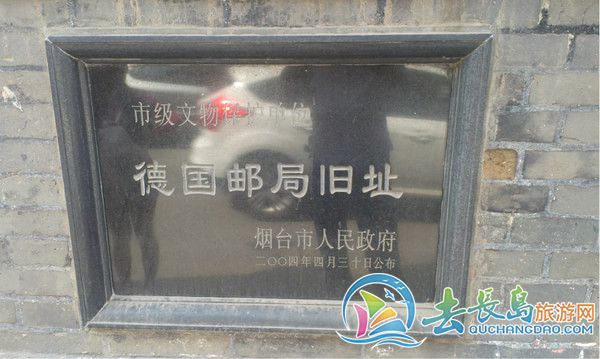 市级文物保护单位
德国邮局旧址
烟台市人民政府
二〇〇四年四月三十日公布
去長岛旅游网
QUCHANGDAO.COM